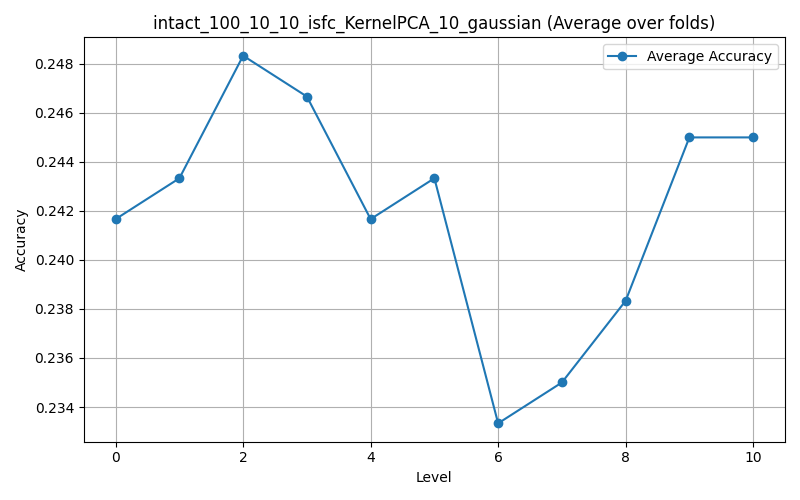 intact_100_10_10_isfc_KernelPCA_10_gaussian (Average over folds)
Average Accuracy
0.248
0.246
0.244
0.242
0.240
0.238
0.236
0.234
Accuracy
0 2 4 6 8 10
Level